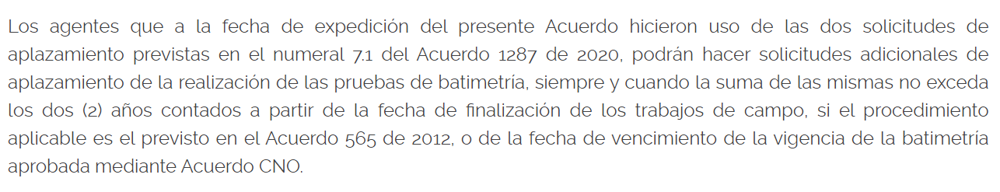 Los agentes que a la fecha de expedición del presente Acuerdo hicieron uso de las dos solicitudes de
aplazamiento previstas en el numeral 7.1 del Acuerdo 1287 de 2020, podrán hacer solicitudes adicionales de
aplazamiento de la realización de las pruebas de batimetría, siempre y cuando la suma de las mismas no exceda
los dos (2) años contados a partir de la fecha de finalización de los trabajos de campo, si el procedimiento
aplicable es el previsto en el Acuerdo 565 de 2012, o de la fecha de vencimiento de la vigencia de la batimetría
aprobada mediante Acuerdo CNO.